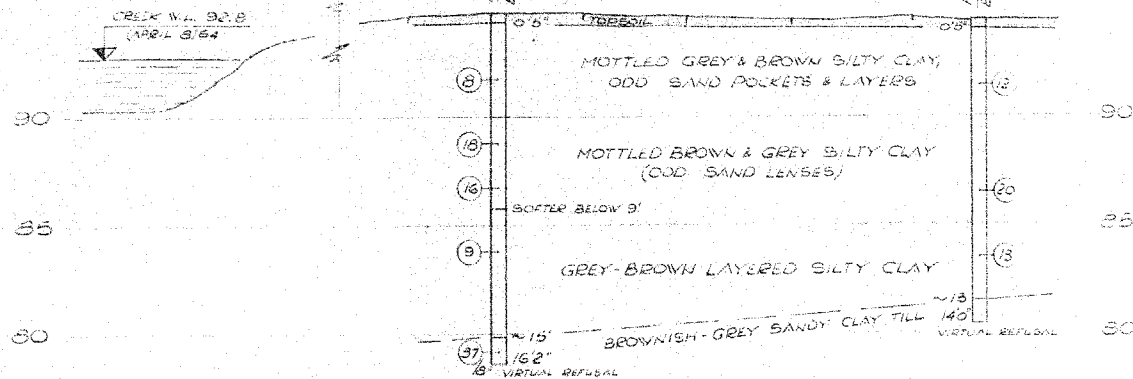 CREEK W.L. 92.8
(APRIL 8/64
0'5" TOPSOIL 0'5"
MOTTLED GREY & BROWN SILTY CLAY,
ODD SAND POCKETS & LAYERS
8
12
90
90
18
MOTTLED BROWN & GREY SILTY CLAY
(ODD SAND LENSES)
16
20
SOFTER BELOW 9'
85
85
9
13
GREY-BROWN LAYERED SILTY CLAY
~13
14'0"
BROWNISH-GREY SANDY CLAY TILL
VIRTUAL REFUSAL
80
80
~15'
37
16'2"
VIRTUAL REFUSAL